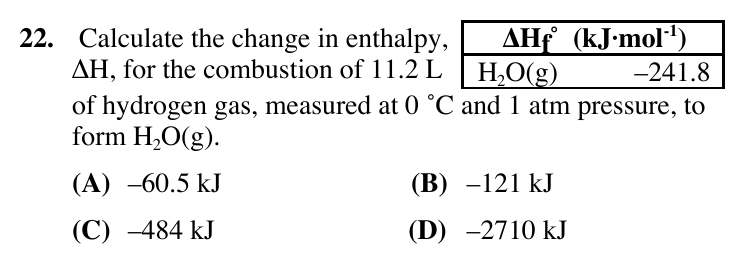 22. Calculate the change in enthalpy,
ΔHf° (kJ·mol⁻¹)
ΔH, for the combustion of 11.2 L
H₂O(g) –241.8
of hydrogen gas, measured at 0 °C and 1 atm pressure, to
form H₂O(g).
(A) –60.5 kJ (B) –121 kJ
(C) –484 kJ (D) –2710 kJ